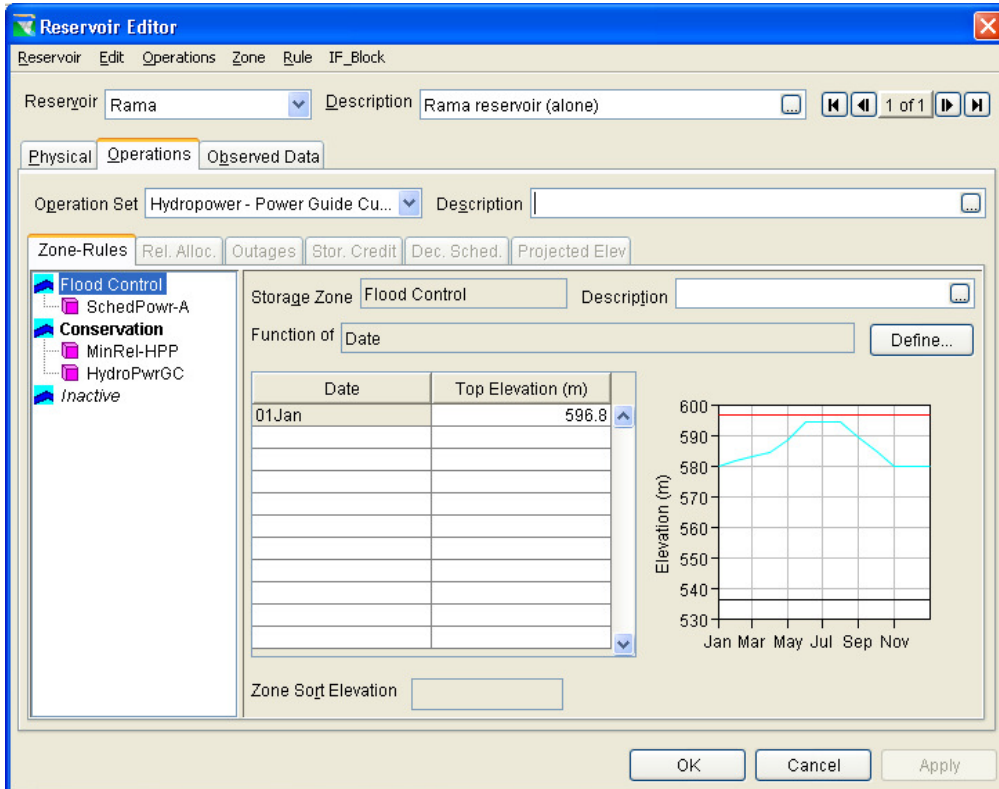 Reservoir Editor
Reservoir Edit Operations Zone Rule IF_Block
Reservoir Rama Description Rama reservoir (alone) ... 1 of 1
Physical Operations Observed Data
Operation Set Hydropower - Power Guide Cu... Description ...
Zone-Rules Rel. Alloc. Outages Stor. Credit Dec. Sched. Projected Elev
Flood Control
SchedPowr-A
Conservation
MinRel-HPP
HydroPwrGC
Inactive
Storage Zone Flood Control Description ...
Function of Date Define...
Date Top Elevation (m)
01Jan 596.8
Elevation (m)
600
590
580
570
560
550
540
530
Jan Mar May Jul Sep Nov
Zone Sort Elevation
OK Cancel Apply